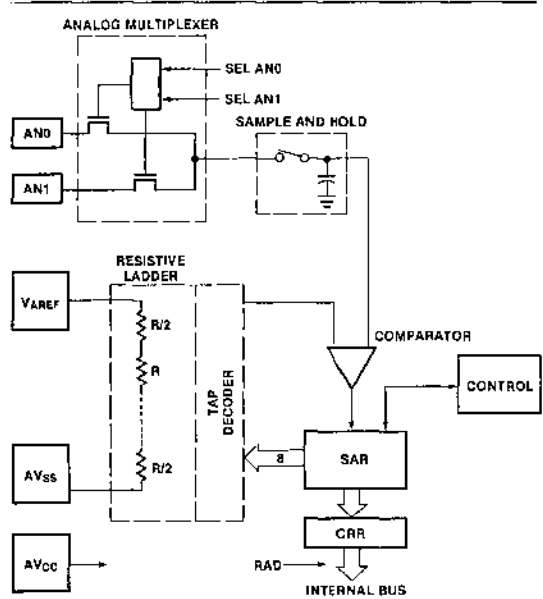 ANALOG MULTIPLEXER
SEL AN0
SEL AN1
SAMPLE AND HOLD
AN0
AN1
RESISTIVE
LADDER
VAREF
R/2
R
COMPARATOR
CONTROL
TAP
DECODER
AVSS
R/2
8
SAR
CRR
AVCC
RAD
INTERNAL BUS